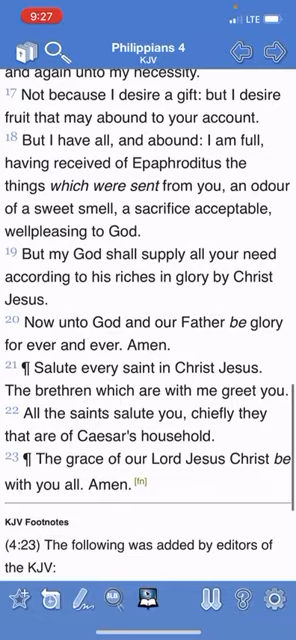 9:27
LTE
Philippians 4
KJV
and again unto my necessity.
17 Not because I desire a gift: but I desire
fruit that may abound to your account.
18 But I have all, and abound: I am full,
having received of Epaphroditus the
things which were sent from you, an odour
of a sweet smell, a sacrifice acceptable,
wellpleasing to God.
19 But my God shall supply all your need
according to his riches in glory by Christ
Jesus.
20 Now unto God and our Father be glory
for ever and ever. Amen.
21 ¶ Salute every saint in Christ Jesus.
The brethren which are with me greet you.
22 All the saints salute you, chiefly they
that are of Caesar's household.
23 ¶ The grace of our Lord Jesus Christ be
with you all. Amen. [fn]
KJV Footnotes
(4:23) The following was added by editors of
the KJV:
BLB